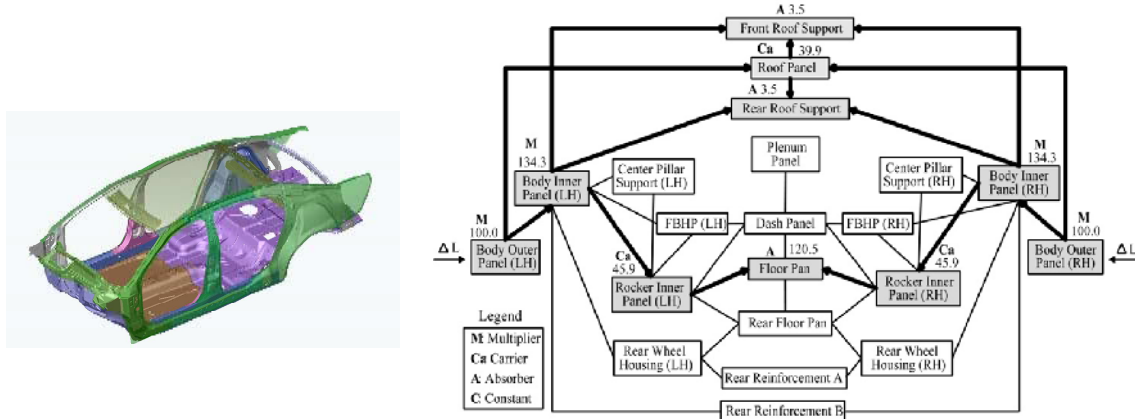 A 3.5
Front Roof Support
Ca 39.9
Roof Panel
A 3.5
Rear Roof Support
M
134.3
Body Inner
Panel (LH)
Center Pillar
Support (LH)
Plenum
Panel
Center Pillar
Support (RH)
M
134.3
Body Inner
Panel (RH)
M
100.0
ΔL
Body Outer
Panel (LH)
FBHP (LH)
Dash Panel
FBHP (RH)
M
100.0
Body Outer
Panel (RH)
ΔL
Ca
45.9
Rocker Inner
Panel (LH)
A 120.5
Floor Pan
Ca
45.9
Rocker Inner
Panel (RH)
Rear Floor Pan
Rear Wheel
Housing (LH)
Rear Wheel
Housing (RH)
Rear Reinforcement A
Rear Reinforcement B
Legend
M: Multiplier
Ca: Carrier
A: Absorber
C: Constant